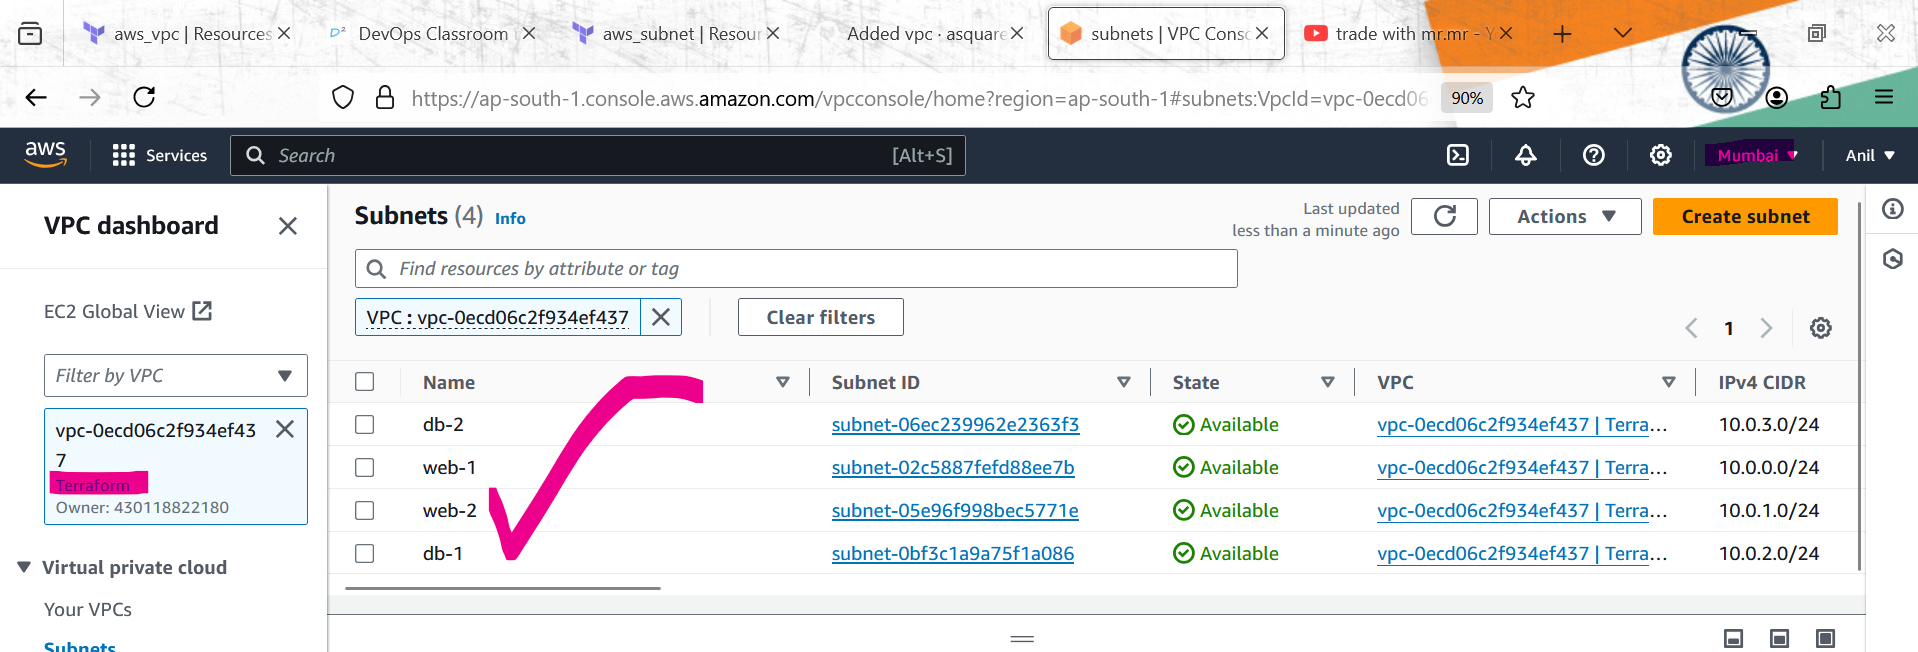 aws_vpc | Resources
DevOps Classroom
aws_subnet | Resour
Added vpc · asquare
subnets | VPC Consc
trade with mr.mr - Y
https://ap-south-1.console.aws.amazon.com/vpcconsole/home?region=ap-south-1#subnets:VpcId=vpc-0ecd06
90%
aws
Services
Search
[Alt+S]
Mumbai
Anil
VPC dashboard
EC2 Global View
Filter by VPC
vpc-0ecd06c2f934ef43
7
Terraform
Owner: 430118822180
Virtual private cloud
Your VPCs
Subnets
Subnets (4) Info
Last updated
less than a minute ago
Actions
Create subnet
Find resources by attribute or tag
VPC : vpc-0ecd06c2f934ef437
Clear filters
1
Name Subnet ID State VPC IPv4 CIDR
db-2 subnet-06ec239962e2363f3 Available vpc-0ecd06c2f934ef437 | Terra... 10.0.3.0/24
web-1 subnet-02c5887fefd88ee7b Available vpc-0ecd06c2f934ef437 | Terra... 10.0.0.0/24
web-2 subnet-05e96f998bec5771e Available vpc-0ecd06c2f934ef437 | Terra... 10.0.1.0/24
db-1 subnet-0bf3c1a9a75f1a086 Available vpc-0ecd06c2f934ef437 | Terra... 10.0.2.0/24